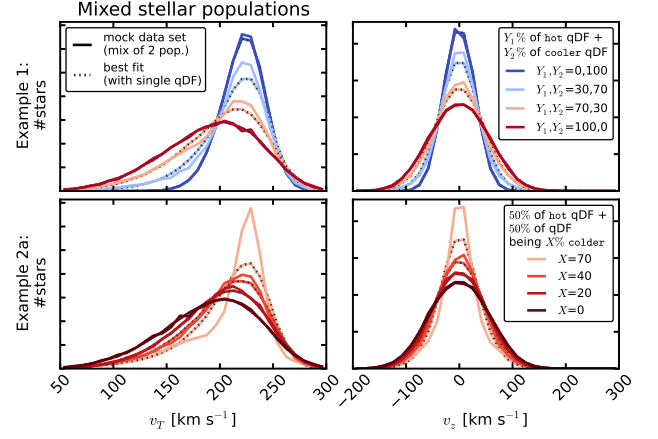 Mixed stellar populations
Example 1:
#stars
mock data set
(mix of 2 pop.)
best fit
(with single qDF)
Y₁% of hot qDF +
Y₂% of cooler qDF
Y₁,Y₂=0,100
Y₁,Y₂=30,70
Y₁,Y₂=70,30
Y₁,Y₂=100,0
Example 2a:
#stars
50% of hot qDF +
50% of qDF
being X% colder
X=70
X=40
X=20
X=0
50 100 150 200 250 300
−200 −100 0 100 200 300
v_T [km s⁻¹]
v_z [km s⁻¹]